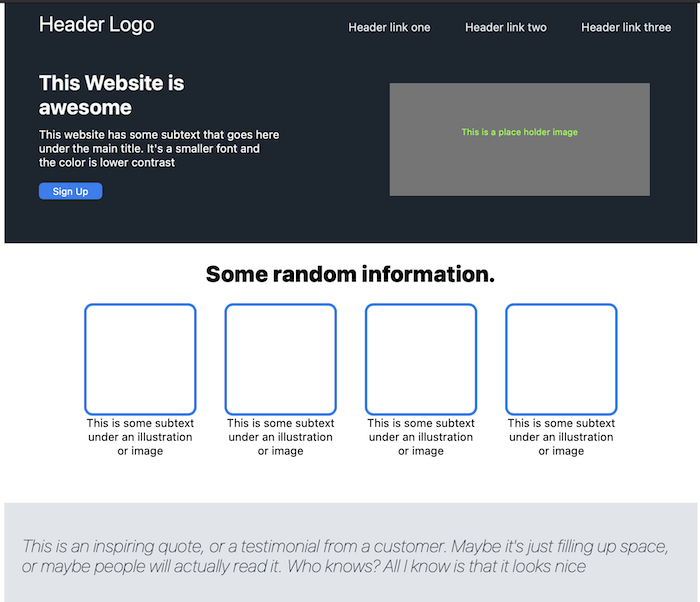 Header Logo
Header link one
Header link two
Header link three
This Website is
awesome
This website has some subtext that goes here
under the main title. It's a smaller font and
the color is lower contrast
Sign Up
This is a place holder image
Some random information.
This is some subtext
under an illustration
or image
This is some subtext
under an illustration
or image
This is some subtext
under an illustration
or image
This is some subtext
under an illustration
or image
This is an inspiring quote, or a testimonial from a customer. Maybe it's just filling up space,
or maybe people will actually read it. Who knows? All I know is that it looks nice